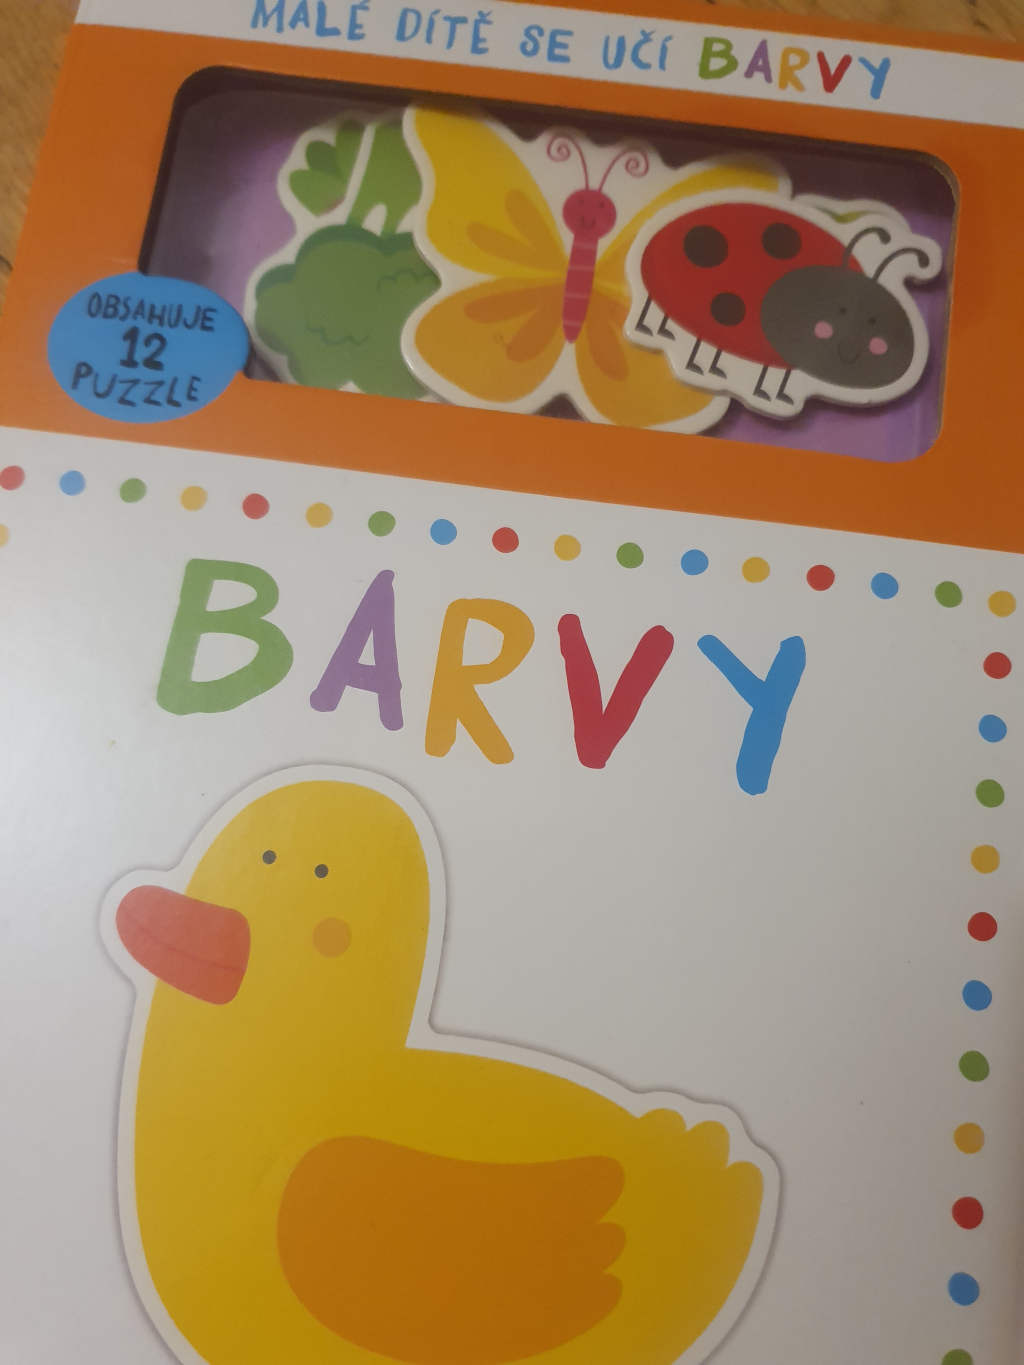 MALÉ DÍTĚ SE UČÍ BARVY
OBSAHUJE
12
PUZZLE
BARVY